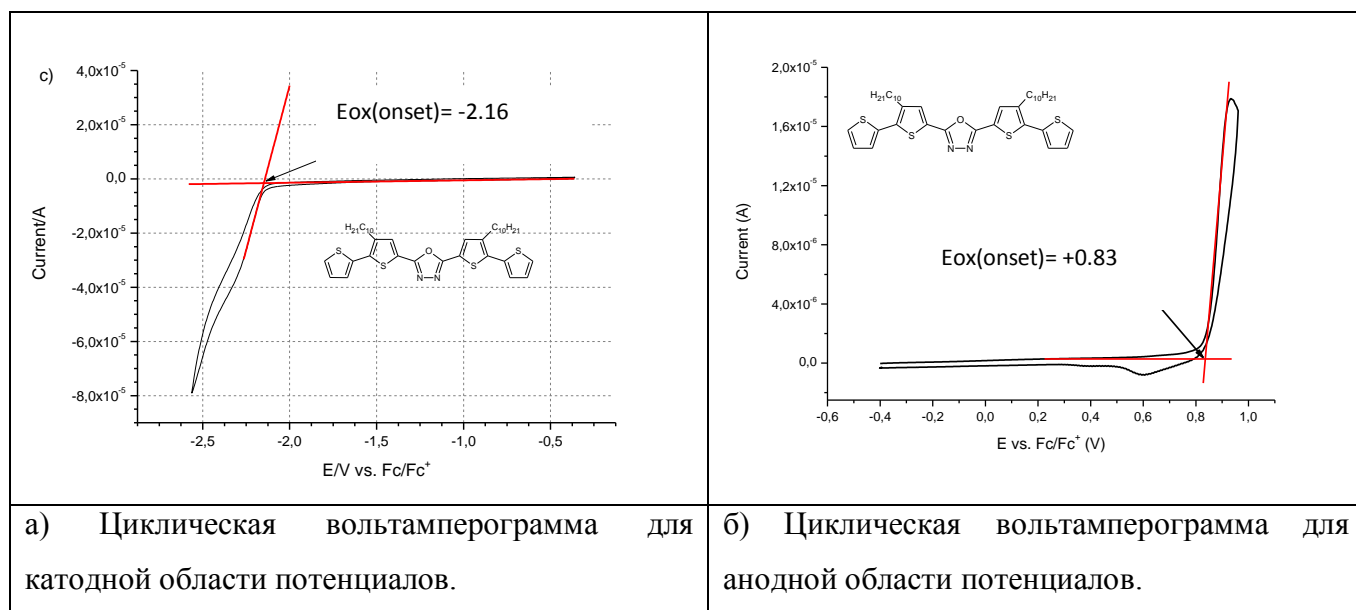 c)
4,0x10⁻⁵
2,0x10⁻⁵
0,0
-2,0x10⁻⁵
-4,0x10⁻⁵
-6,0x10⁻⁵
-8,0x10⁻⁵
Current/A
Eox(onset)= -2.16
H₂₁C₁₀
C₁₀H₂₁
S
S
O
S
S
N N
-2,5 -2,0 -1,5 -1,0 -0,5
E/V vs. Fc/Fc⁺
2,0x10⁻⁵
1,6x10⁻⁵
1,2x10⁻⁵
8,0x10⁻⁶
4,0x10⁻⁶
0,0
Current (A)
H₂₁C₁₀
C₁₀H₂₁
S
S
O
S
S
N N
Eox(onset)= +0.83
-0,6 -0,4 -0,2 0,0 0,2 0,4 0,6 0,8 1,0
E vs. Fc/Fc⁺ (V)
а) Циклическая вольтамперограмма для
катодной области потенциалов.
б) Циклическая вольтамперограмма для
анодной области потенциалов.